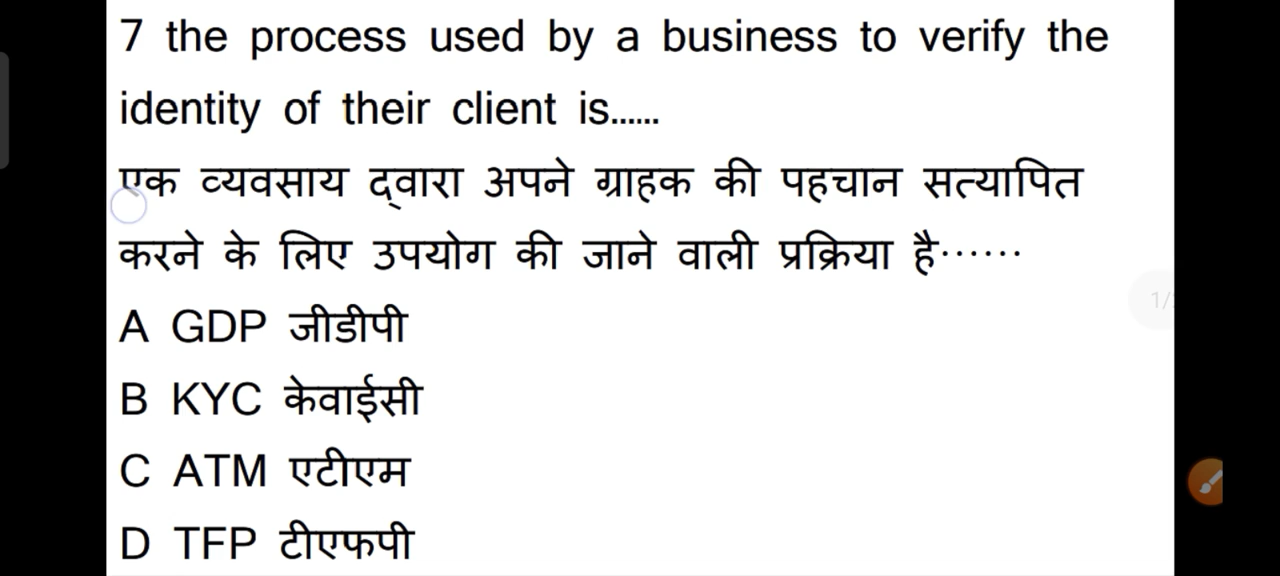 7 the process used by a business to verify the
identity of their client is......
एक व्यवसाय द्वारा अपने ग्राहक की पहचान सत्यापित
करने के लिए उपयोग की जाने वाली प्रक्रिया है······
A GDP जीडीपी
B KYC केवाईसी
C ATM एटीएम
D TFP टीएफपी
1/